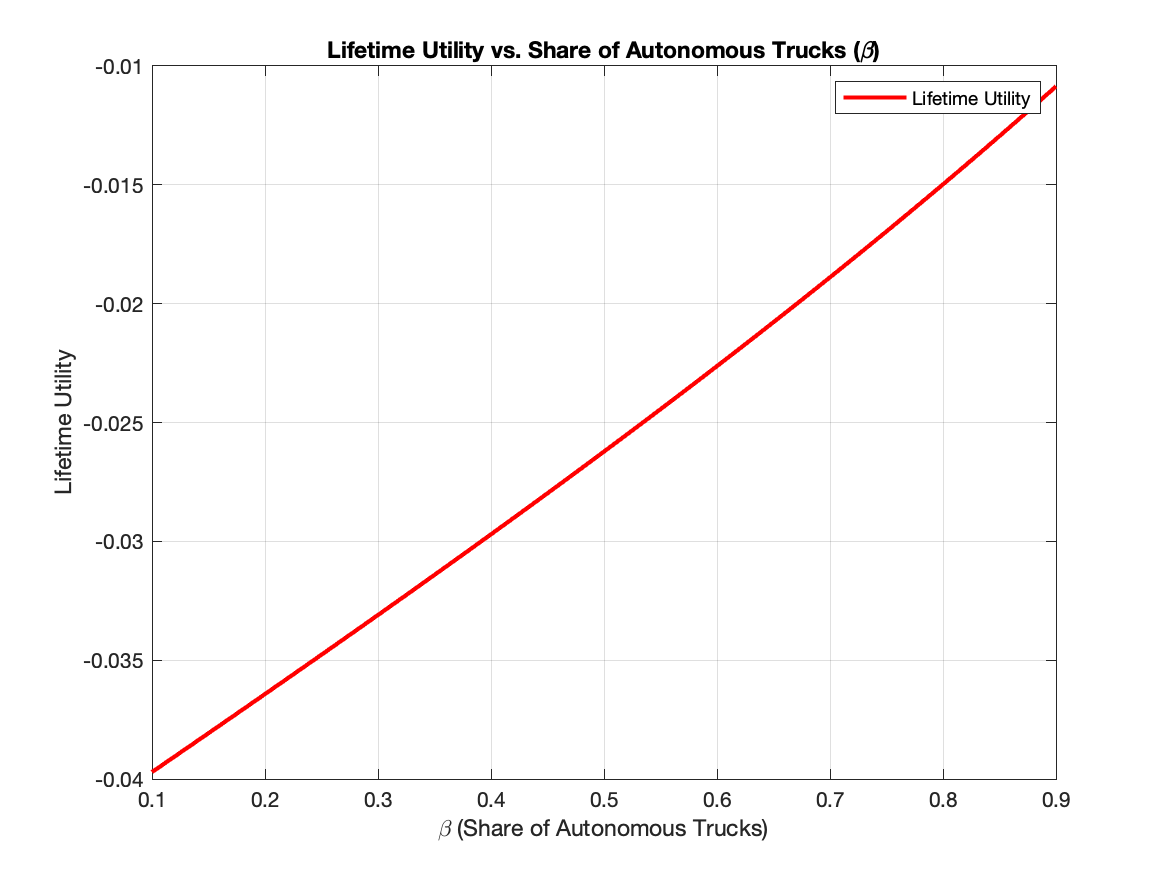 Lifetime Utility vs. Share of Autonomous Trucks (β)
Lifetime Utility
-0.01
-0.015
-0.02
-0.025
-0.03
-0.035
-0.04
Lifetime Utility
0.1 0.2 0.3 0.4 0.5 0.6 0.7 0.8 0.9
β (Share of Autonomous Trucks)